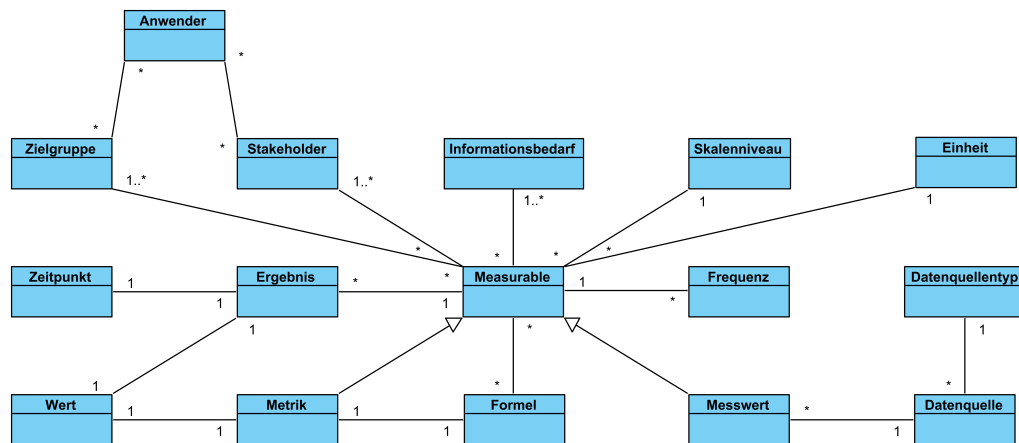 Anwender
*
*
*
*
Zielgruppe
Stakeholder
Informationsbedarf
Skalenniveau
Einheit
1..*
1..*
1..*
1
1
*
*
*
*
*
Zeitpunkt
Ergebnis
Measurable
Frequenz
Datenquellentyp
1
1
*
1
1
*
1
*
1
1
*
*
Wert
Metrik
Formel
Messwert
Datenquelle
1
1
1
1
*
1